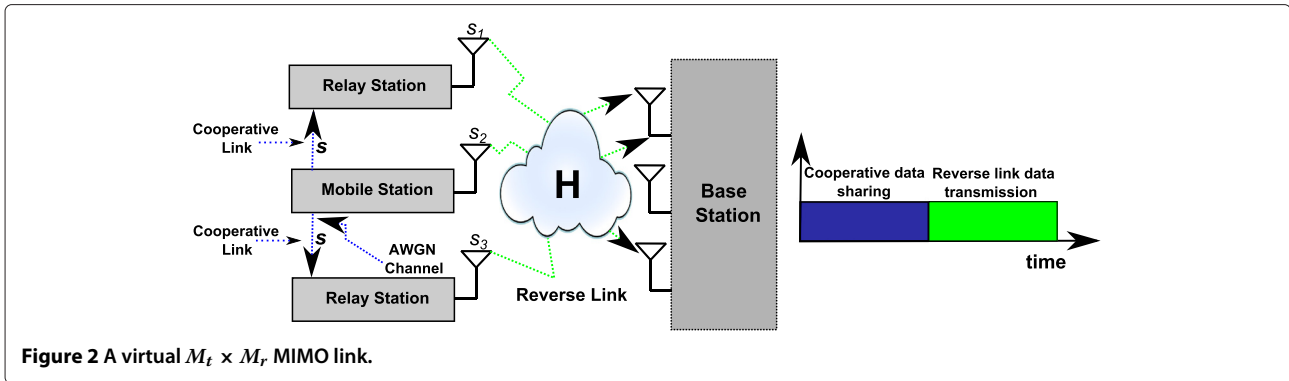 s1
Relay Station
Cooperative
Link
s
s2
Mobile Station
H
Cooperative
Link
s
AWGN
Channel
s3
Relay Station
Reverse Link
Base
Station
Cooperative data
sharing
Reverse link data
transmission
time
Figure 2 A virtual Mt × Mr MIMO link.